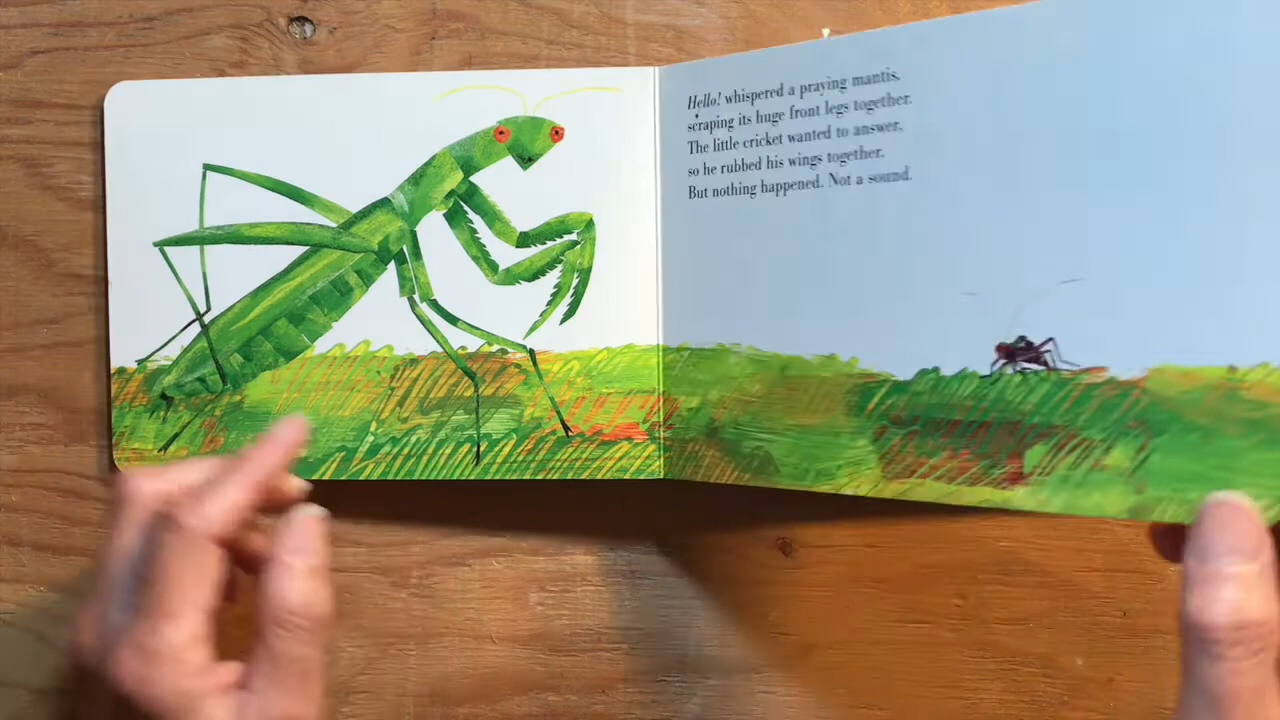 Hello! whispered a praying mantis,
scraping its huge front legs together.
The little cricket wanted to answer,
so he rubbed his wings together.
But nothing happened. Not a sound.